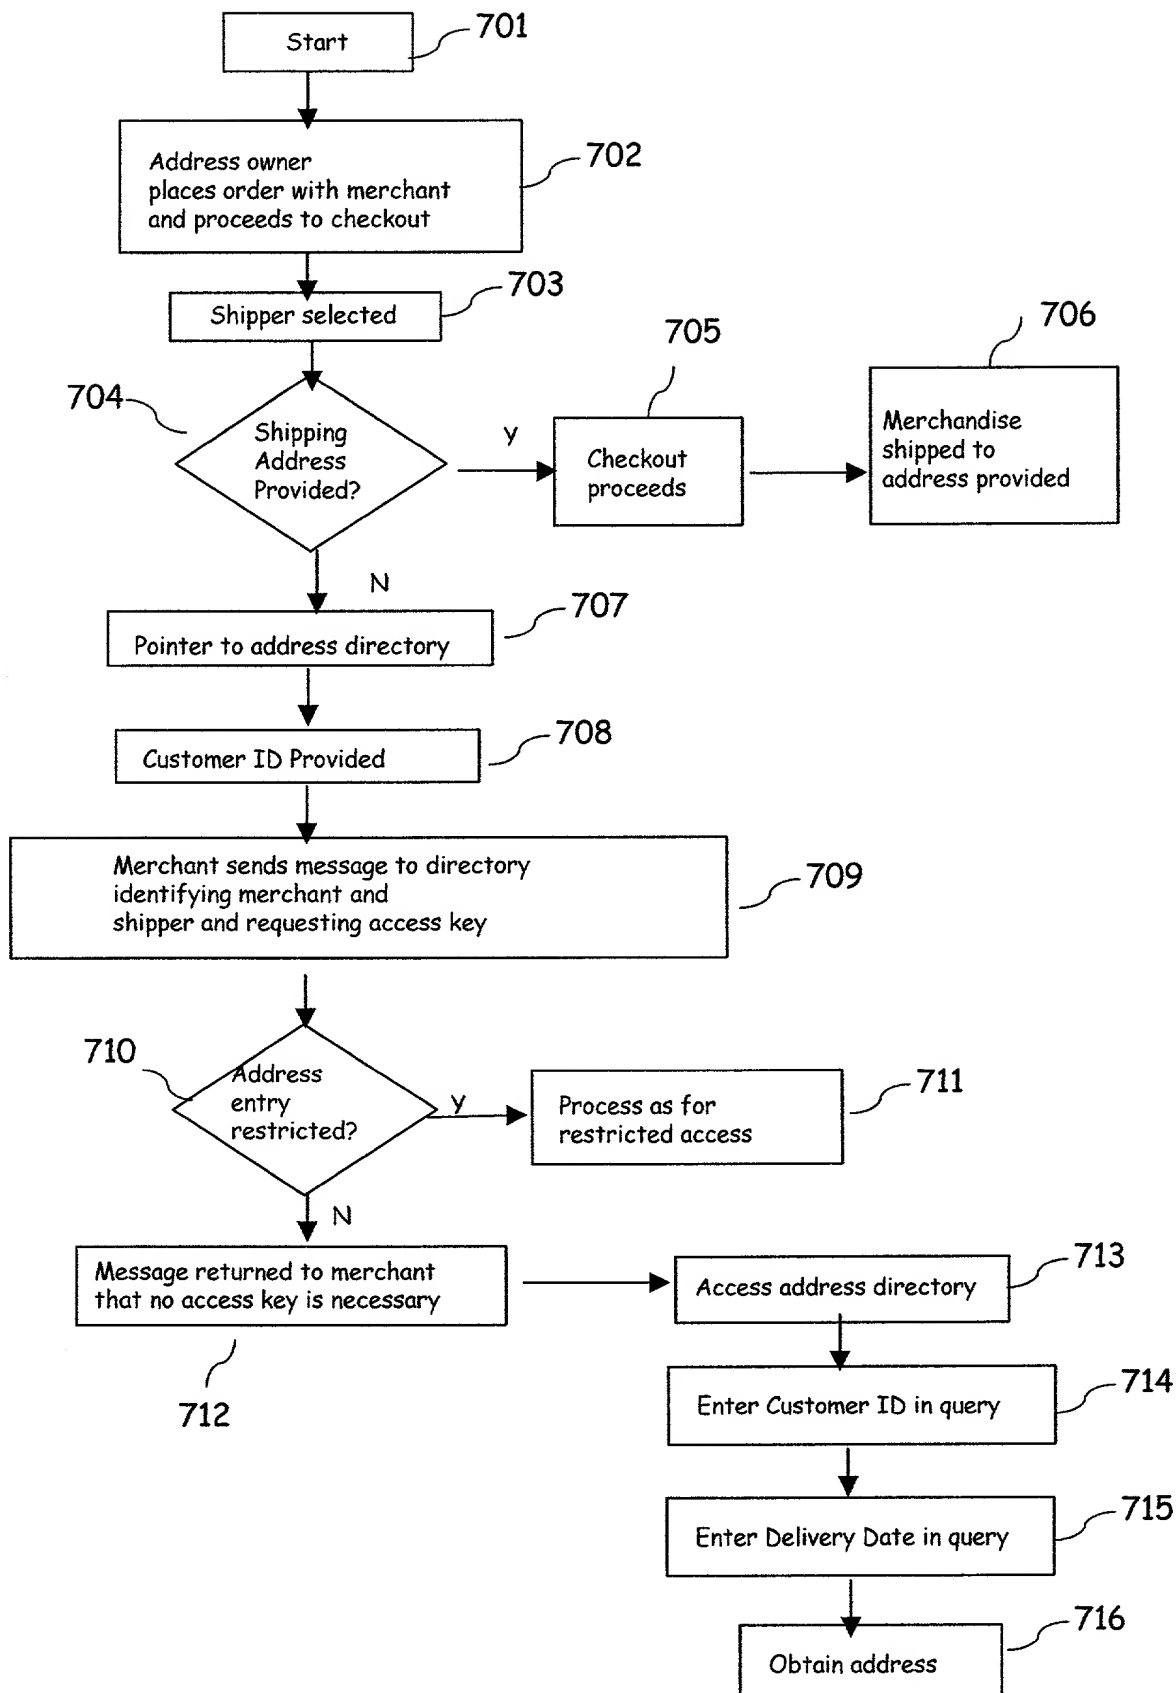 Start
701
Address owner
places order with merchant
and proceeds to checkout
702
Shipper selected
703
704
Shipping
Address
Provided?
Y
Checkout
proceeds
705
Merchandise
shipped to
address provided
706
N
Pointer to address directory
707
Customer ID Provided
708
Merchant sends message to directory
identifying merchant and
shipper and requesting access key
709
710
Address
entry
restricted?
Y
Process as for
restricted access
711
N
Message returned to merchant
that no access key is necessary
712
Access address directory
713
Enter Customer ID in query
714
Enter Delivery Date in query
715
Obtain address
716